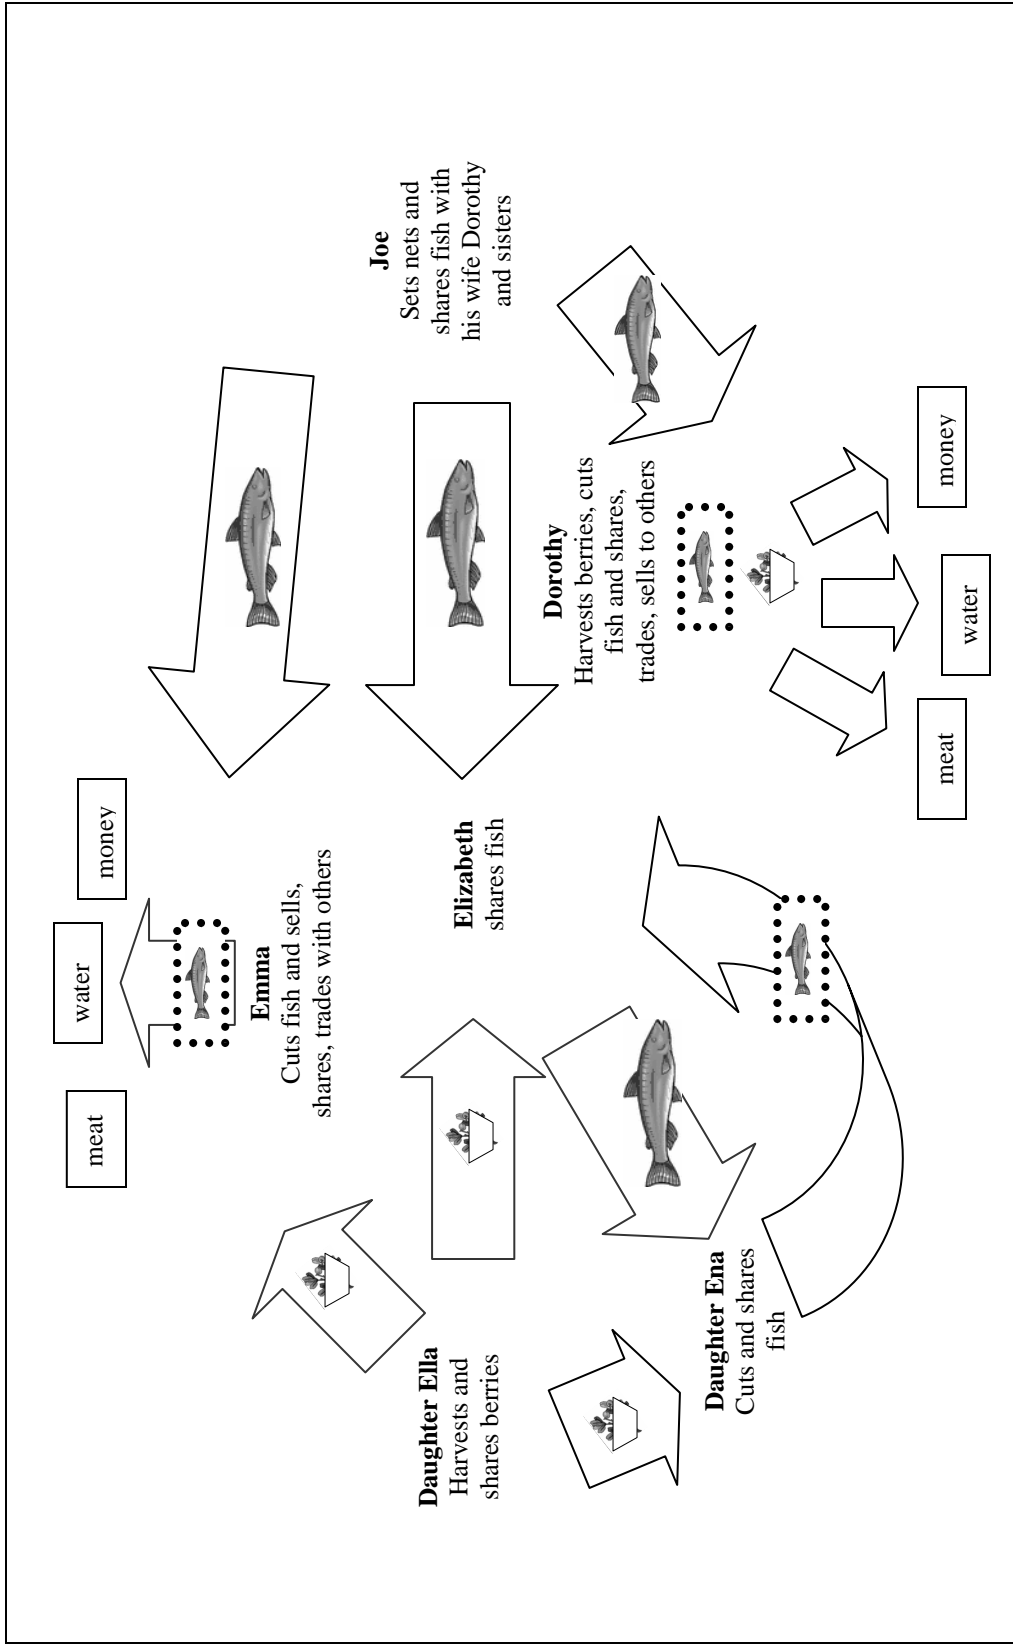 meat
water
money
Emma
Cuts fish and sells,
shares, trades with others
Joe
Sets nets and
shares fish with
his wife Dorothy
and sisters
Daughter Ella
Harvests and
shares berries
Elizabeth
shares fish
Dorothy
Harvests berries, cuts
fish and shares,
trades, sells to others
Daughter Ena
Cuts and shares
fish
meat
water
money